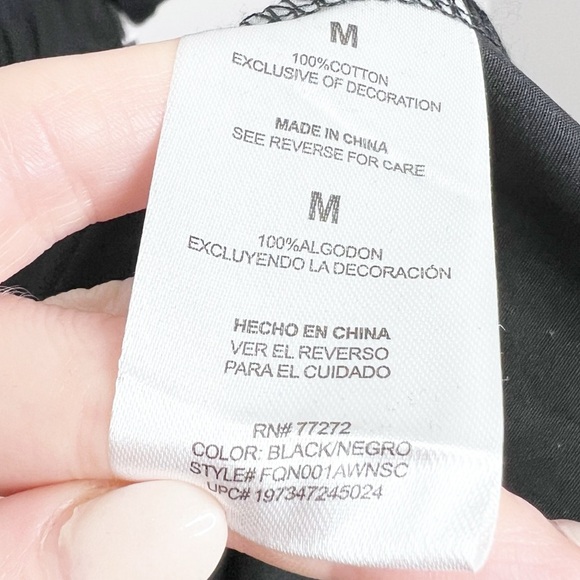 M
100%COTTON
EXCLUSIVE OF DECORATION
MADE IN CHINA
SEE REVERSE FOR CARE
M
100%ALGODON
EXCLUYENDO LA DECORACIÓN
HECHO EN CHINA
VER EL REVERSO
PARA EL CUIDADO
RN# 77272
COLOR: BLACK/NEGRO
STYLE# FQN001AWNSC
UPC# 197347245024